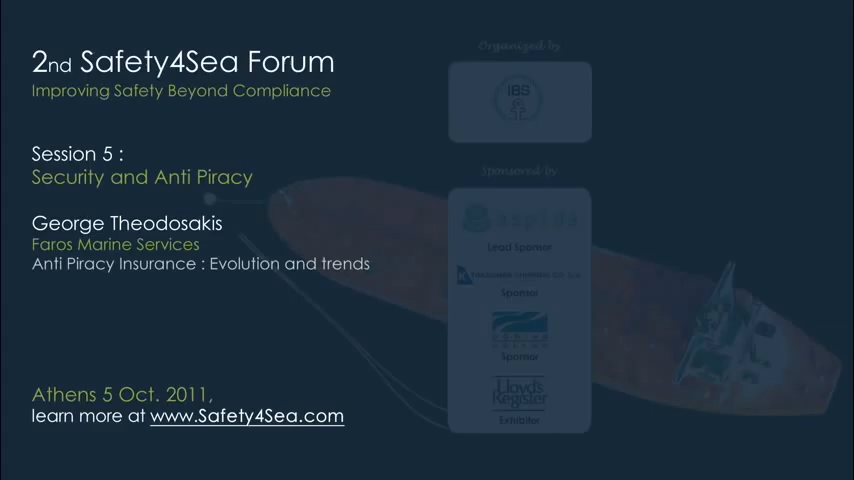 2nd Safety4Sea Forum
Improving Safety Beyond Compliance
Session 5 :
Security and Anti Piracy
George Theodosakis
Faros Marine Services
Anti Piracy Insurance : Evolution and trends
Athens 5 Oct. 2011,
learn more at www.Safety4Sea.com
Organized by
IBS
Sponsored by
aspida
Lead Sponsor
Sponsor
Sponsor
Lloyd's
Register
Exhibitor